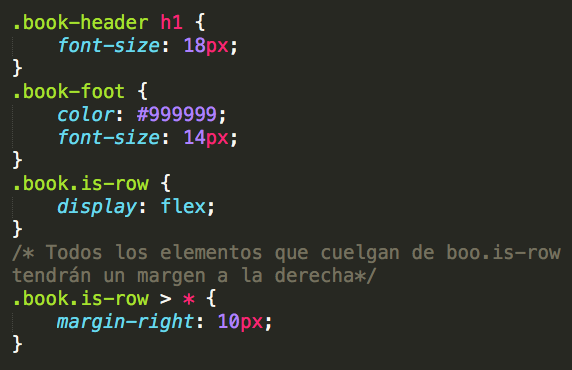 .book-header h1 {
    font-size: 18px;
}
.book-foot {
    color: #999999;
    font-size: 14px;
}
.book.is-row {
    display: flex;
}
/* Todos los elementos que cuelgan de boo.is-row
tendrán un margen a la derecha*/
.book.is-row > * {
    margin-right: 10px;
}